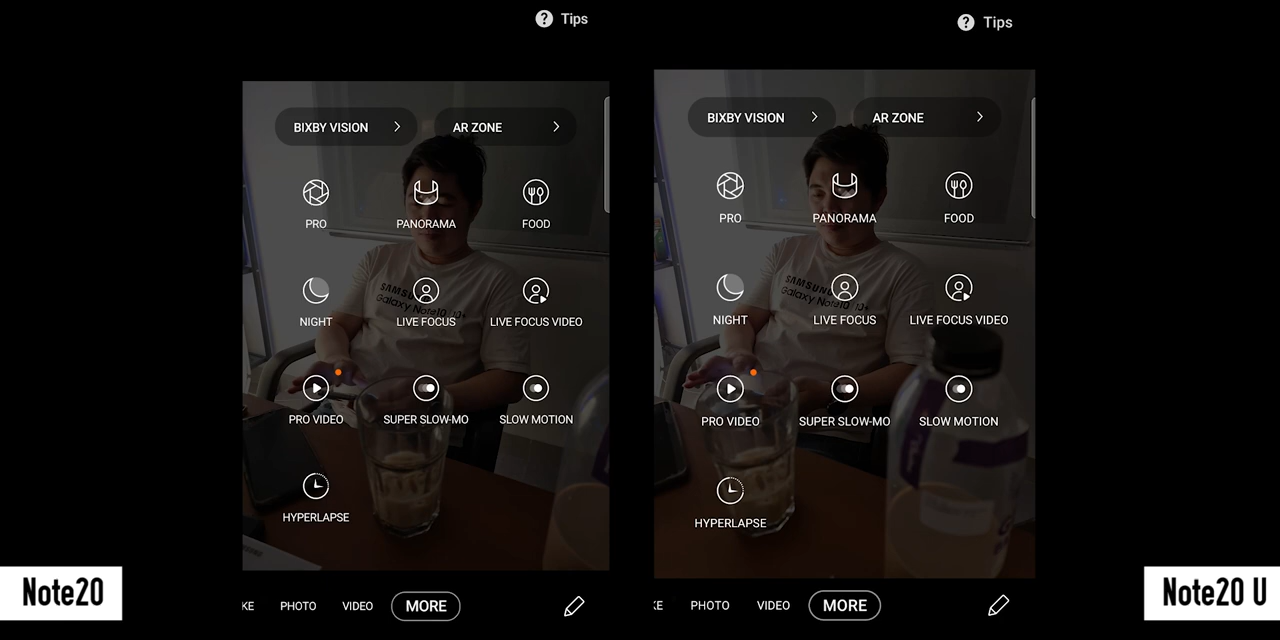 Tips
BIXBY VISION
AR ZONE
PRO
PANORAMA
FOOD
NIGHT
LIVE FOCUS
LIVE FOCUS VIDEO
PRO VIDEO
SUPER SLOW-MO
SLOW MOTION
HYPERLAPSE
KE
PHOTO
VIDEO
MORE
Note20
Tips
BIXBY VISION
AR ZONE
PRO
PANORAMA
FOOD
NIGHT
LIVE FOCUS
LIVE FOCUS VIDEO
PRO VIDEO
SUPER SLOW-MO
SLOW MOTION
HYPERLAPSE
KE
PHOTO
VIDEO
MORE
Note20 U